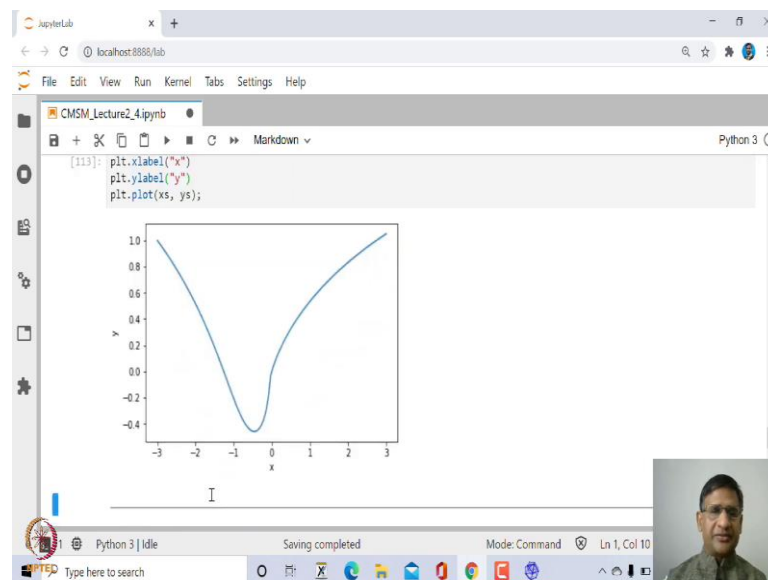 JupyterLab
localhost:8888/lab
File Edit View Run Kernel Tabs Settings Help
CMSM_Lecture2_4.ipynb
Markdown
Python 3
[113]: plt.xlabel("x")
plt.ylabel("y")
plt.plot(xs, ys);
1.0
0.8
0.6
0.4
0.2
0.0
−0.2
−0.4
y
−3 −2 −1 0 1 2 3
x
1
Python 3 | Idle
Saving completed
Mode: Command
Ln 1, Col 10
Type here to search